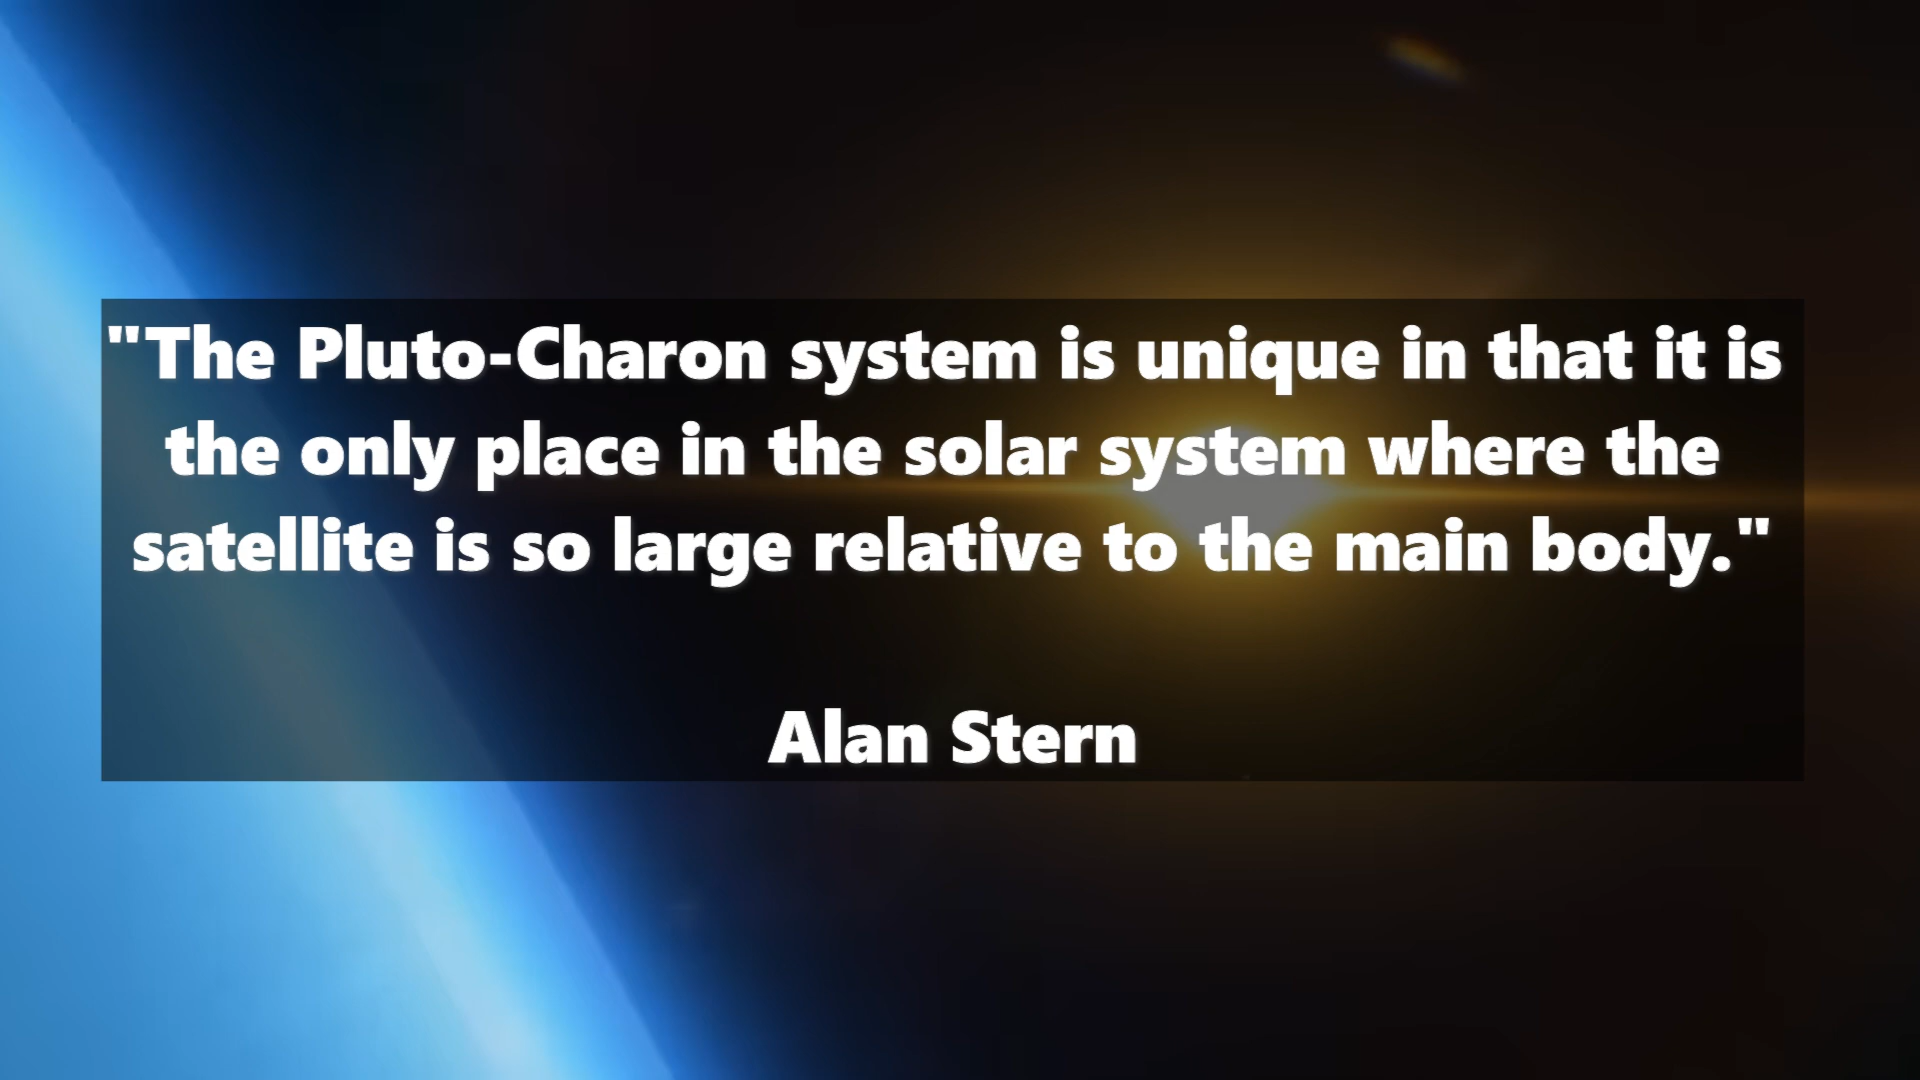 "The Pluto-Charon system is unique in that it is
the only place in the solar system where the
satellite is so large relative to the main body."
Alan Stern